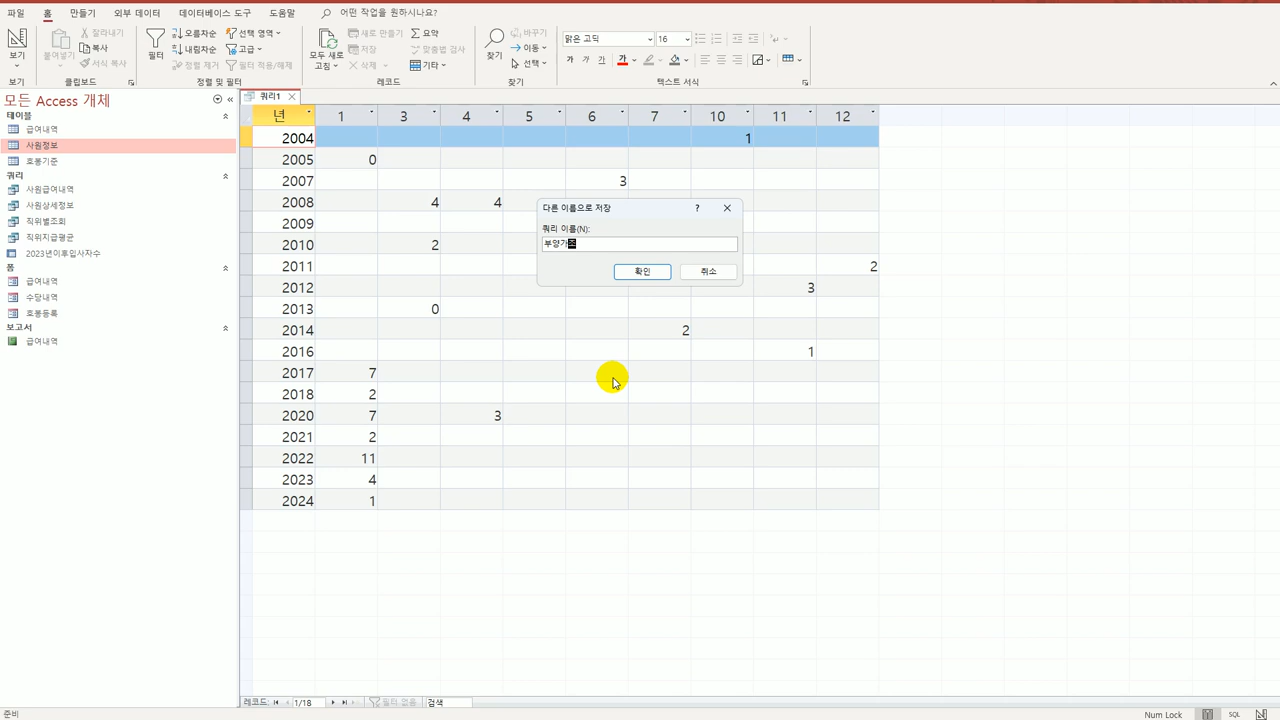 파일 홈 만들기 외부 데이터 데이터베이스 도구 도움말 어떤 작업을 원하시나요?
보기
붙여넣기
잘라내기
복사
서식 복사
필터
오름차순
내림차순
정렬 제거
선택 영역
고급
필터 적용/해제
모두 새로 고침
새로 만들기
저장
삭제
요약
맞춤법 검사
기타
찾기
바꾸기
이동
선택
맑은 고딕 16
가 가 가 가
보기 클립보드 정렬 및 필터 레코드 찾기 텍스트 서식
모든 Access 개체
테이블
급여내역
사원정보
호봉기준
쿼리
사원급여내역
사원상세정보
직위별조회
직위지급평균
2023년이후입사자수
폼
급여내역
수당내역
호봉등록
보고서
급여내역
쿼리1
년 1 3 4 5 6 7 10 11 12
2004 1
2005 0
2007 3
2008 4 4
2009
2010 2
2011 2
2012 3
2013 0
2014 2
2016 1
2017 7
2018 2
2020 7 3
2021 2
2022 11
2023 4
2024 1
다른 이름으로 저장 ?
쿼리 이름(N):
확인 취소
레코드: 1/18 필터 없음 검색
준비 Num Lock SQL